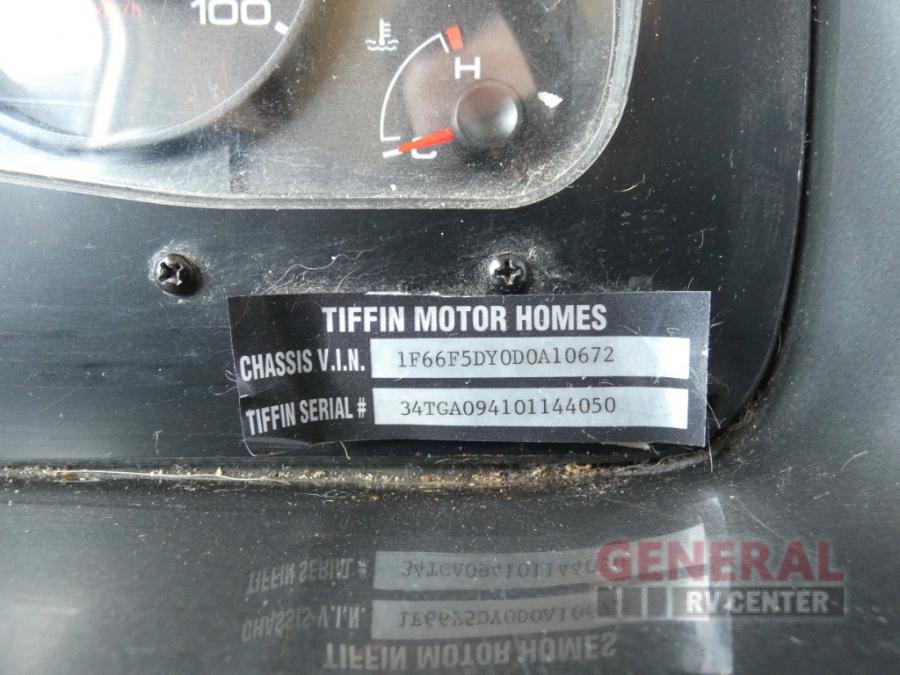 100
H
C
TIFFIN MOTOR HOMES
CHASSIS V.I.N. 1F66F5DY0D0A10672
TIFFIN SERIAL # 34TGA094101144050
GENERAL
RV CENTER